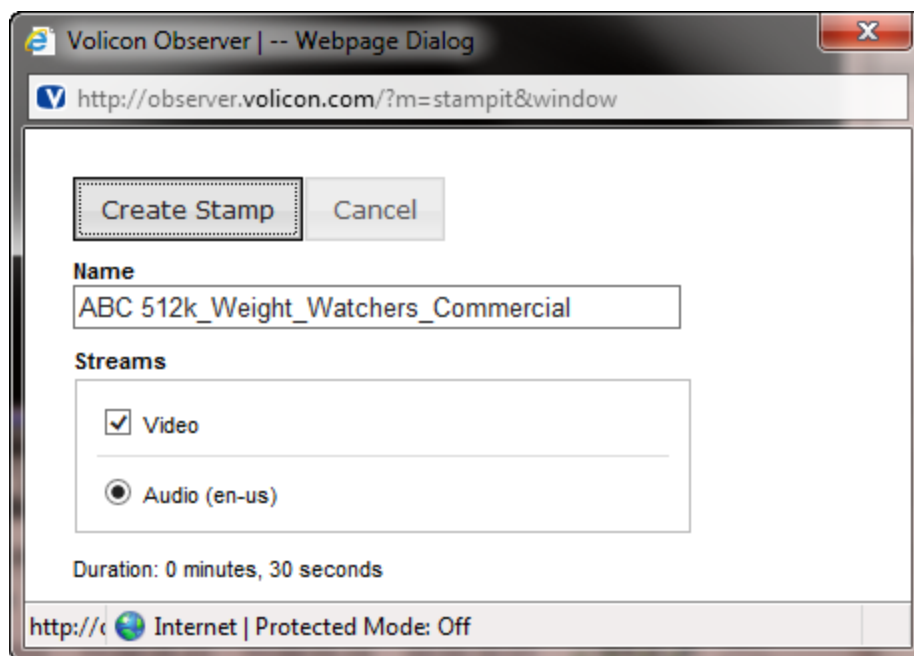 Volicon Observer | -- Webpage Dialog
http://observer.volicon.com/?m=stampit&window
Create Stamp Cancel
Name
ABC 512k_Weight_Watchers_Commercial
Streams
Video
Audio (en-us)
Duration: 0 minutes, 30 seconds
http:// Internet | Protected Mode: Off